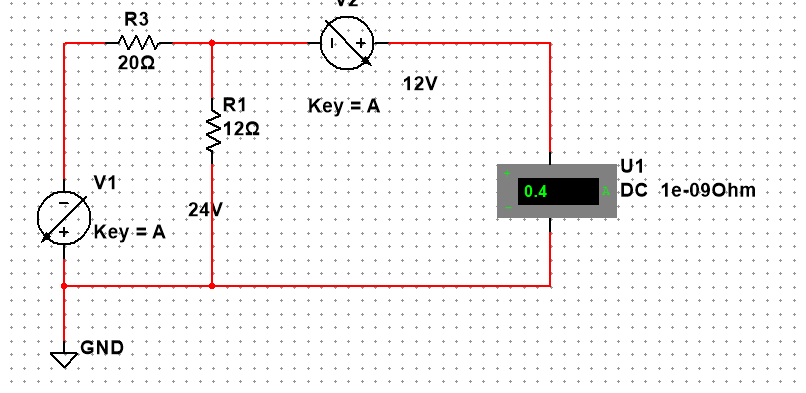 V2
R3
20Ω
12V
Key = A
R1
12Ω
U1
0.4 A
DC 1e-09Ohm
V1
24V
Key = A
GND